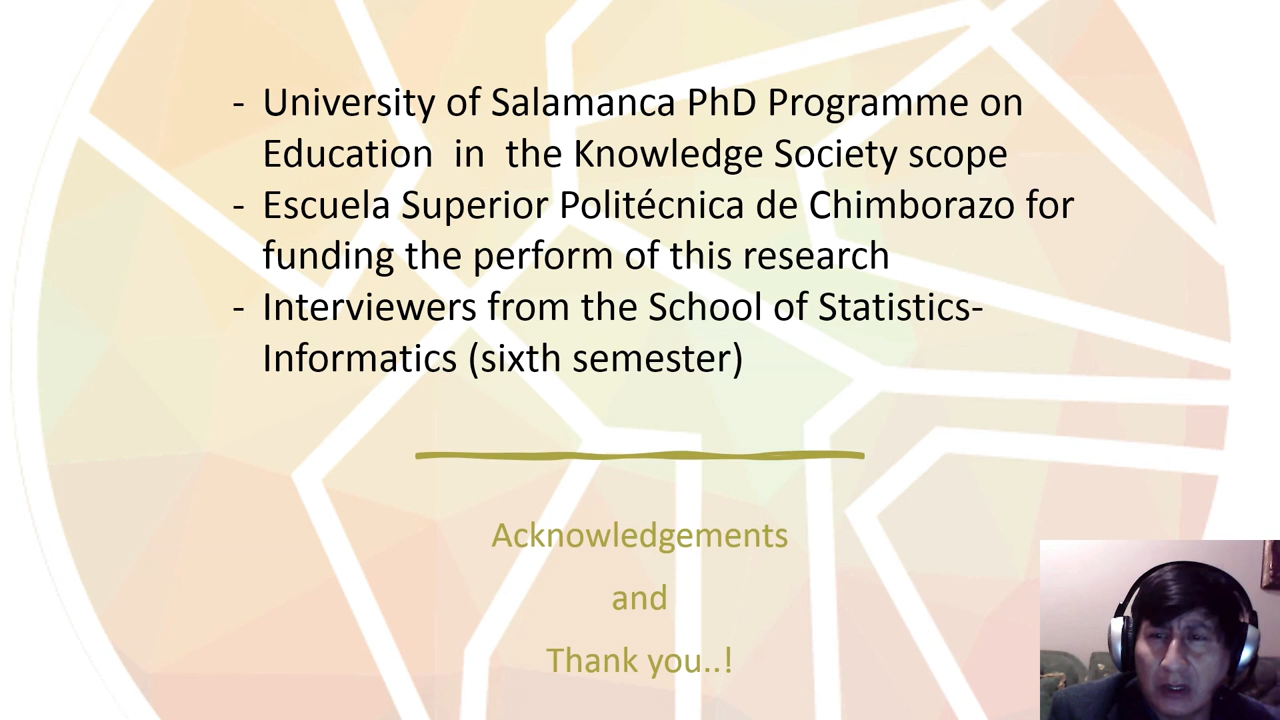 - University of Salamanca PhD Programme on
Education in the Knowledge Society scope
- Escuela Superior Politécnica de Chimborazo for
funding the perform of this research
- Interviewers from the School of Statistics-
Informatics (sixth semester)
Acknowledgements
and
Thank you..!